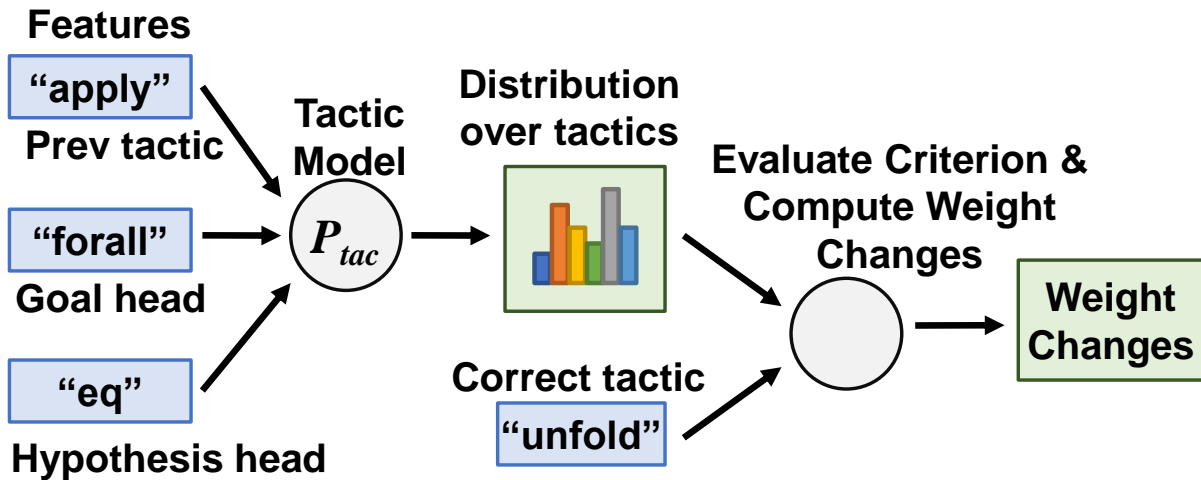 Features
“apply”
Prev tactic
“forall”
Goal head
“eq”
Hypothesis head
Tactic
Model
P_tac
Distribution
over tactics
Correct tactic
“unfold”
Evaluate Criterion &
Compute Weight
Changes
Weight
Changes